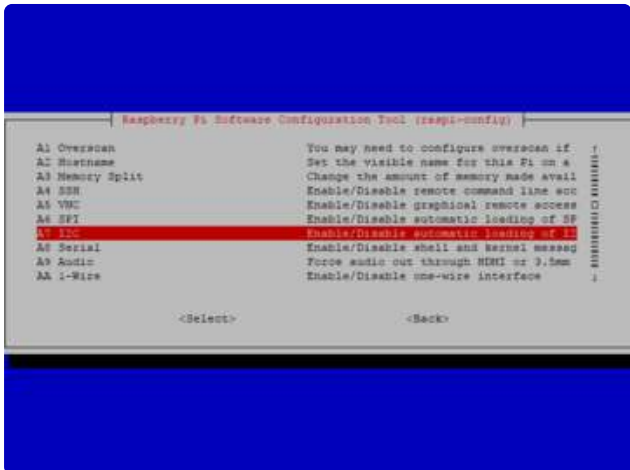 Raspberry Pi Software Configuration Tool (raspi-config)
A1 Overscan You may need to configure overscan if
A2 Hostname Set the visible name for this Pi on a
A3 Memory Split Change the amount of memory made avail
A4 SSH Enable/Disable remote command line acc
A5 VNC Enable/Disable graphical remote access
A6 SPI Enable/Disable automatic loading of SP
A7 I2C Enable/Disable automatic loading of I2
A8 Serial Enable/Disable shell and kernel messag
A9 Audio Force audio out through HDMI or 3.5mm
AA 1-Wire Enable/Disable one-wire interface
<Select> <Back>